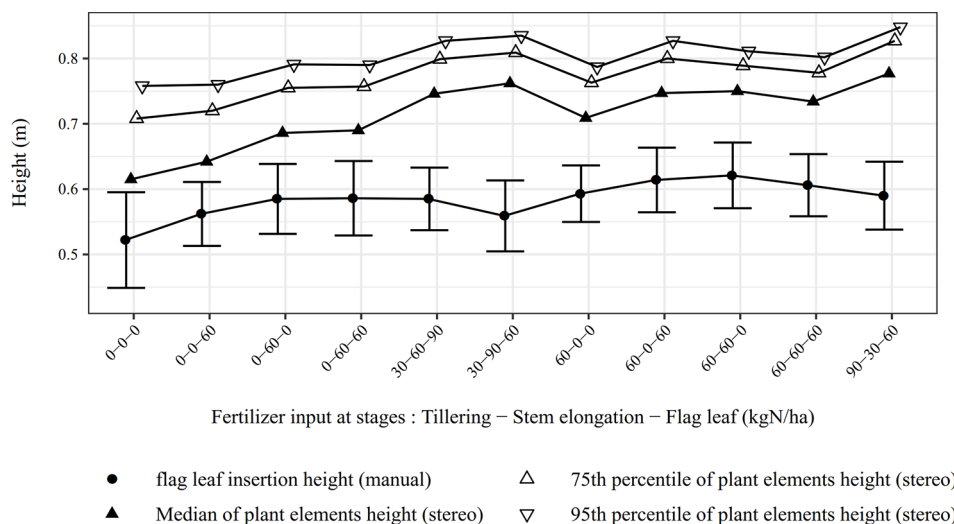 0.8
0.7
0.6
0.5
Height (m)
0−0−0
0−0−60
0−60−0
0−60−60
30−60−90
30−90−60
60−0−0
60−0−60
60−60−0
60−60−60
90−30−60
Fertilizer input at stages : Tillering − Stem elongation − Flag leaf (kgN/ha)
flag leaf insertion height (manual)
75th percentile of plant elements height (stereo)
Median of plant elements height (stereo)
95th percentile of plant elements height (stereo)